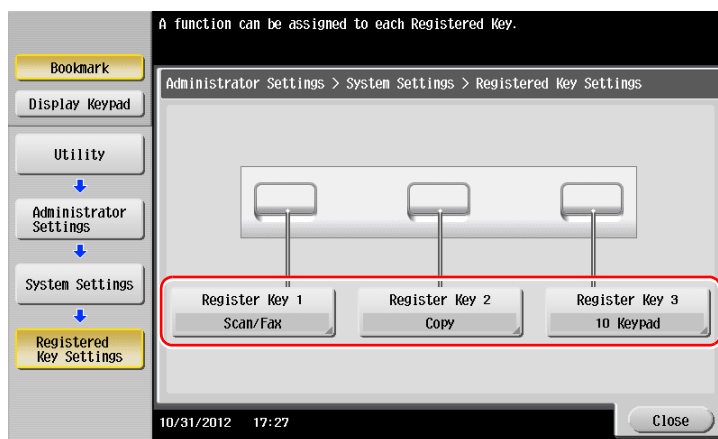 A function can be assigned to each Registered Key.
Bookmark
Display Keypad
Utility
Administrator
Settings
System Settings
Registered
Key Settings
Administrator Settings > System Settings > Registered Key Settings
Register Key 1
Scan/Fax
Register Key 2
Copy
Register Key 3
10 Keypad
10/31/2012 17:27
Close